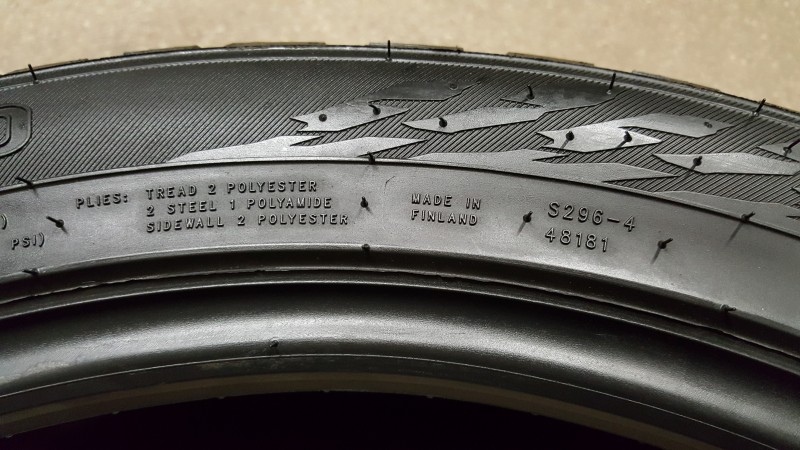 )
PSI)
PLIES: TREAD 2 POLYESTER
2 STEEL 1 POLYAMIDE
SIDEWALL 2 POLYESTER
MADE IN
FINLAND
S296-4
48181